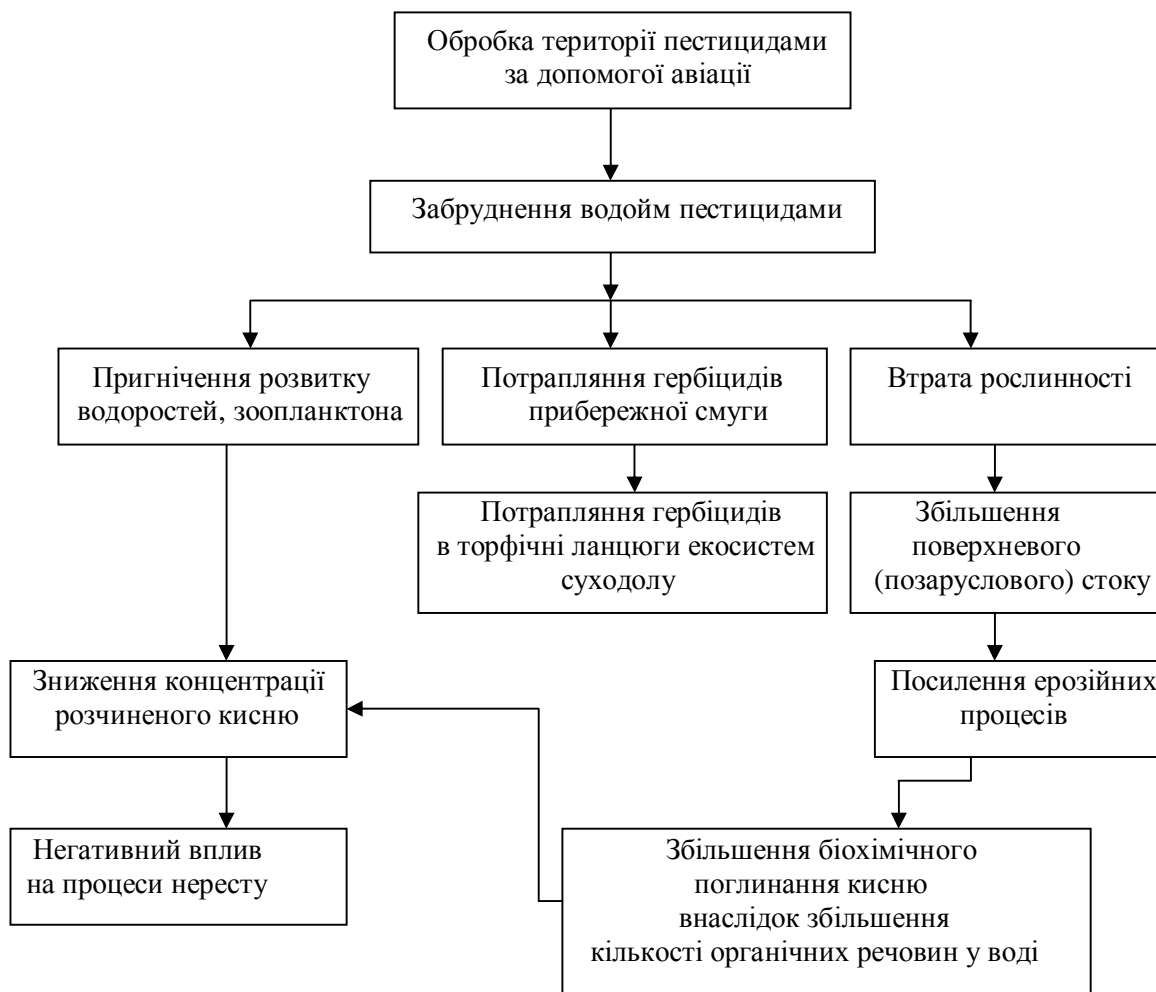 Обробка території пестицидами
за допомогої авіації
Забруднення водойм пестицидами
Пригнічення розвитку
водоростей, зоопланктона
Потрапляння гербіцидів
прибережної смуги
Втрата рослинності
Потрапляння гербіцидів
в торфічні ланцюги екосистем
суходолу
Збільшення
поверхневого
(позаруслового) стоку
Зниження концентрації
розчиненого кисню
Посилення ерозійних
процесів
Негативний вплив
на процеси нересту
Збільшення біохімічного
поглинання кисню
внаслідок збільшення
кількості органічних речовин у воді